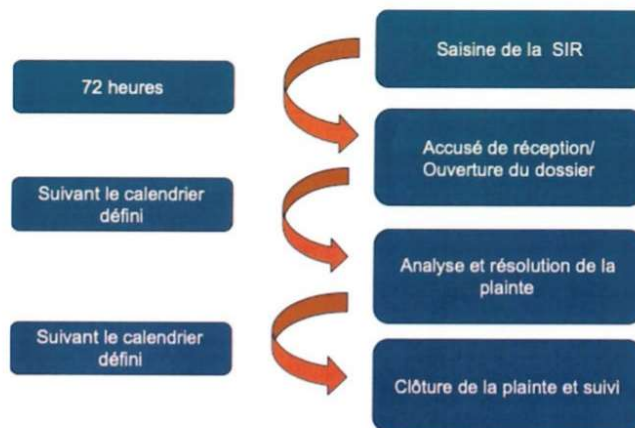 Saisine de la SIR
72 heures
Accusé de réception/
Ouverture du dossier
Suivant le calendrier
défini
Analyse et résolution de la
plainte
Suivant le calendrier
défini
Clôture de la plainte et suivi